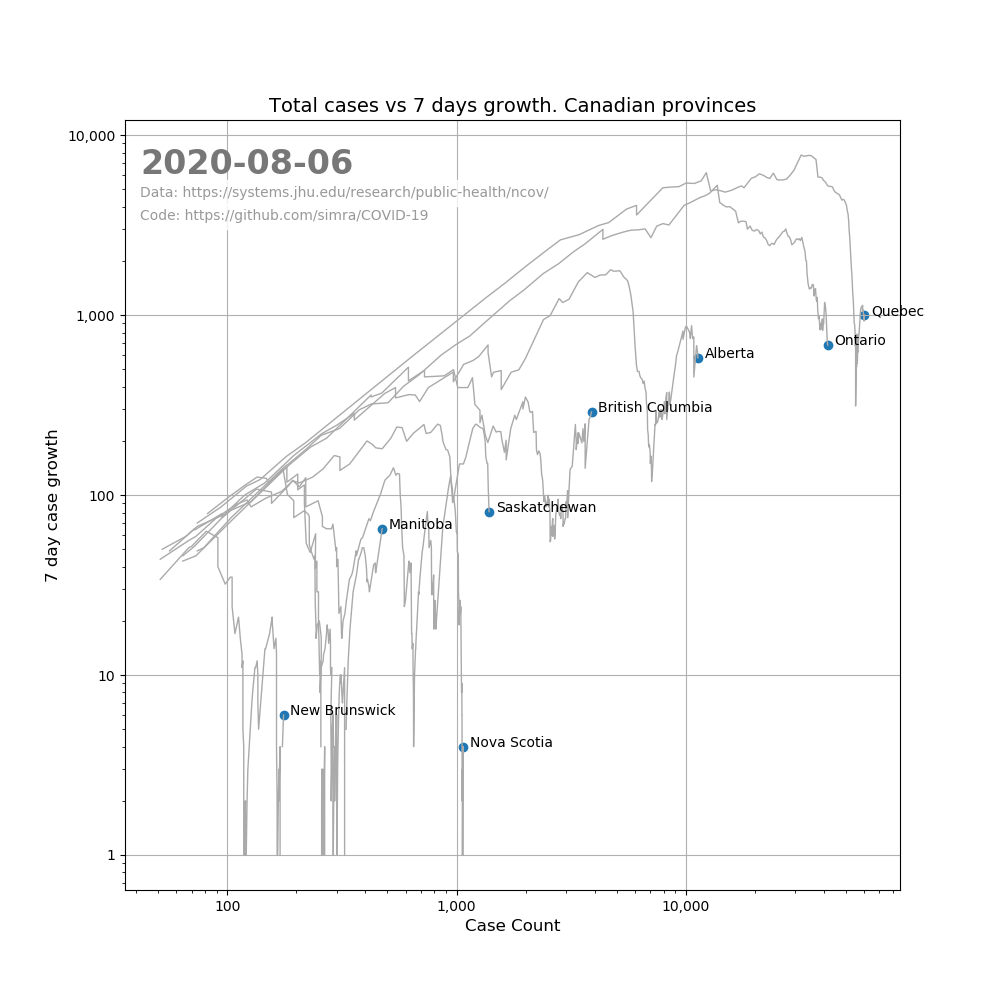 Total cases vs 7 days growth. Canadian provinces
2020-08-06
Data: https://systems.jhu.edu/research/public-health/ncov/
Code: https://github.com/simra/COVID-19
10,000
1,000
100
10
1
7 day case growth
Quebec
Ontario
Alberta
British Columbia
Saskatchewan
Manitoba
New Brunswick
Nova Scotia
100
1,000
10,000
Case Count